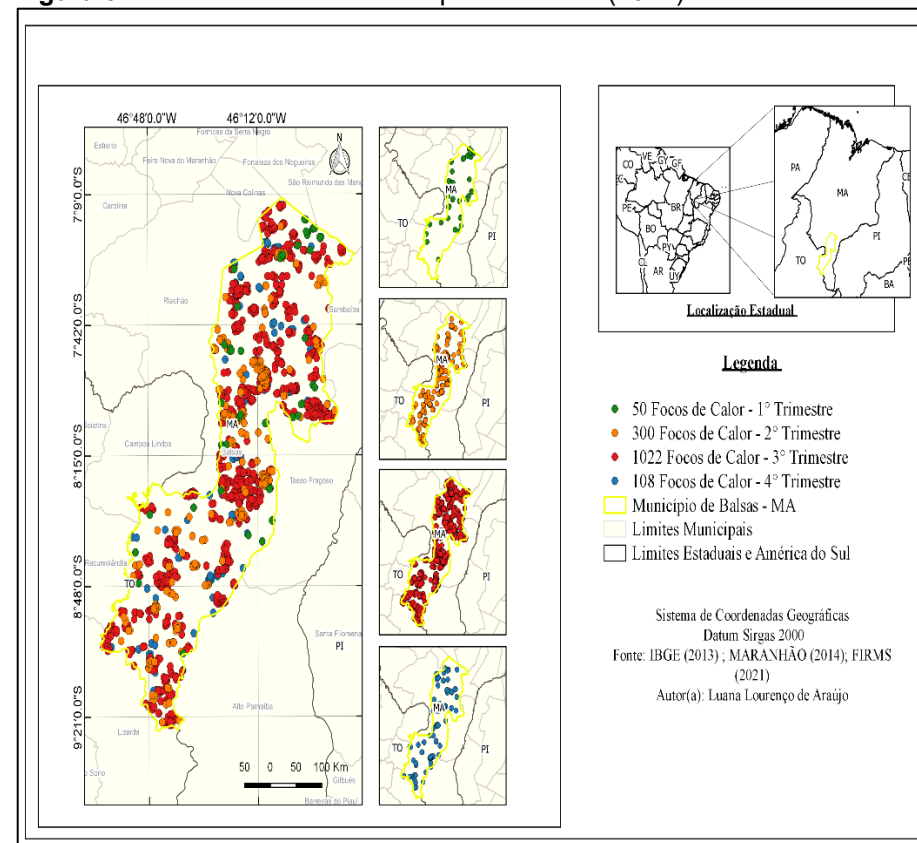 46°48'0.0"W 46°12'0.0"W
7°9'0.0"S
7°42'0.0"S
8°15'0.0"S
8°48'0.0"S
9°21'0.0"S
N
Formosa da Serra Negra
Estreito
Feira Nova do Maranhão
Fortaleza dos Nogueiras
São Raimundo das Mang
Nova Colinas
Carolina
Riachão
Sambaíba
MA
Balsas
Campos Lindos
Tasso Fragoso
Recursolândia
TO
Santa Filomena
PI
Alto Parnaíba
Lizarda
Gilbués
Barreiras do Piauí
50 0 50 100 Km
MA
TO
PI
MA
TO
PI
MA
TO
PI
MA
TO
PI
VE
GY
GF
CO
PE
BR
BO
PY
CL
AR
UY
PA
MA
CE
PI
TO
PE
BA
Localização Estadual
Legenda
50 Focos de Calor - 1° Trimestre
300 Focos de Calor - 2° Trimestre
1022 Focos de Calor - 3° Trimestre
108 Focos de Calor - 4° Trimestre
Município de Balsas - MA
Limites Municipais
Limites Estaduais e América do Sul
Sistema de Coordenadas Geográficas
Datum Sirgas 2000
Fonte: IBGE (2013) ; MARANHÃO (2014); FIRMS
(2021)
Autor(a): Luana Lourenço de Araújo